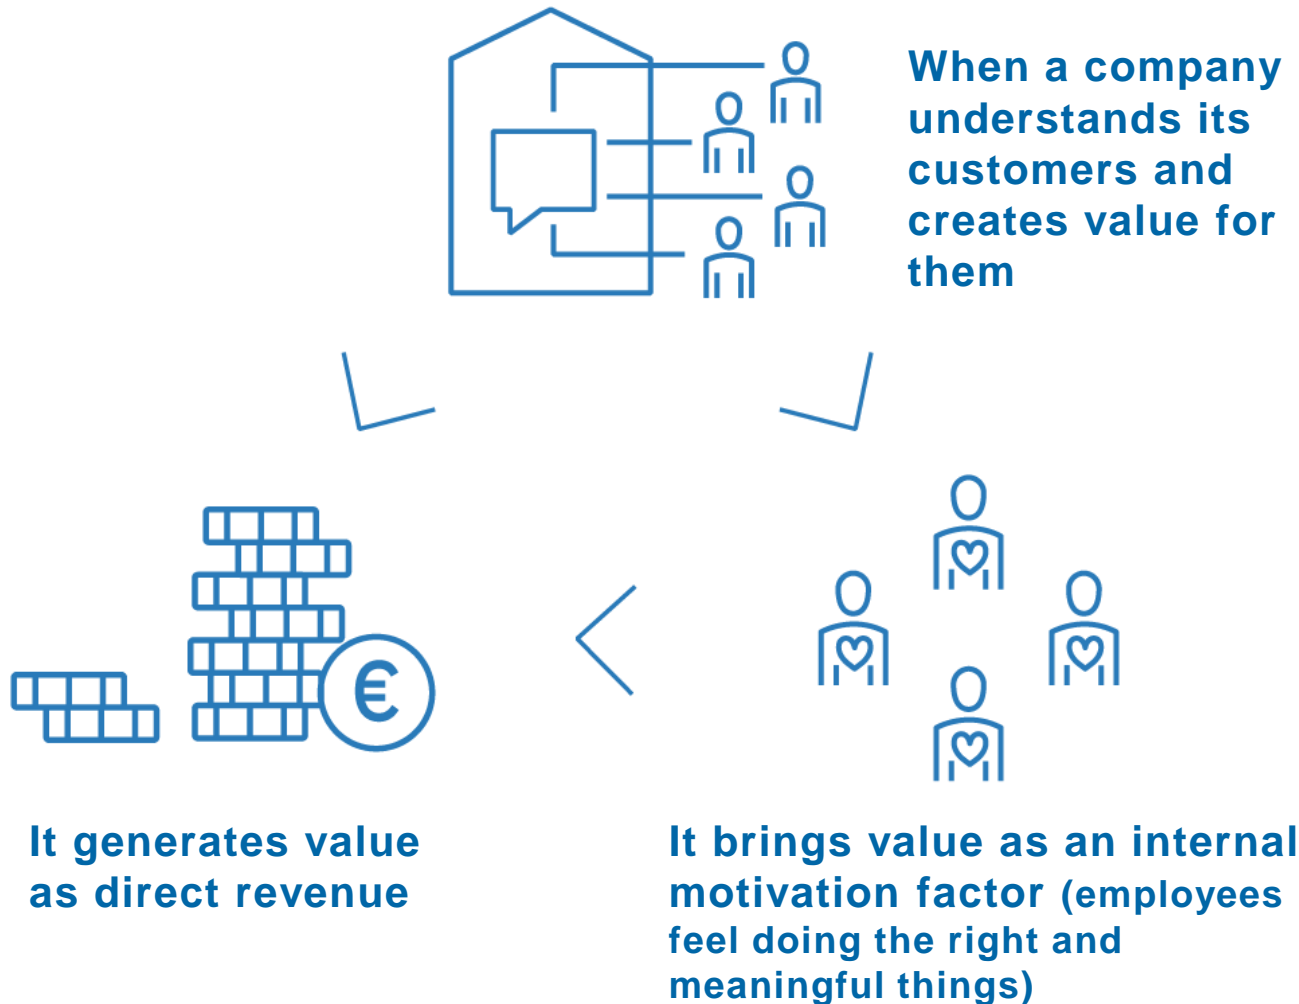 When a company
understands its
customers and
creates value for
them
€
It generates value
as direct revenue
It brings value as an internal
motivation factor (employees
feel doing the right and
meaningful things)